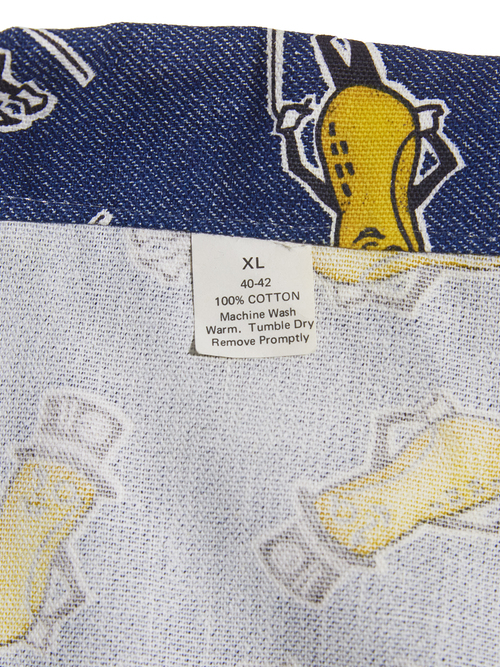 XL
40-42
100% COTTON
Machine Wash
Warm. Tumble Dry
Remove Promptly